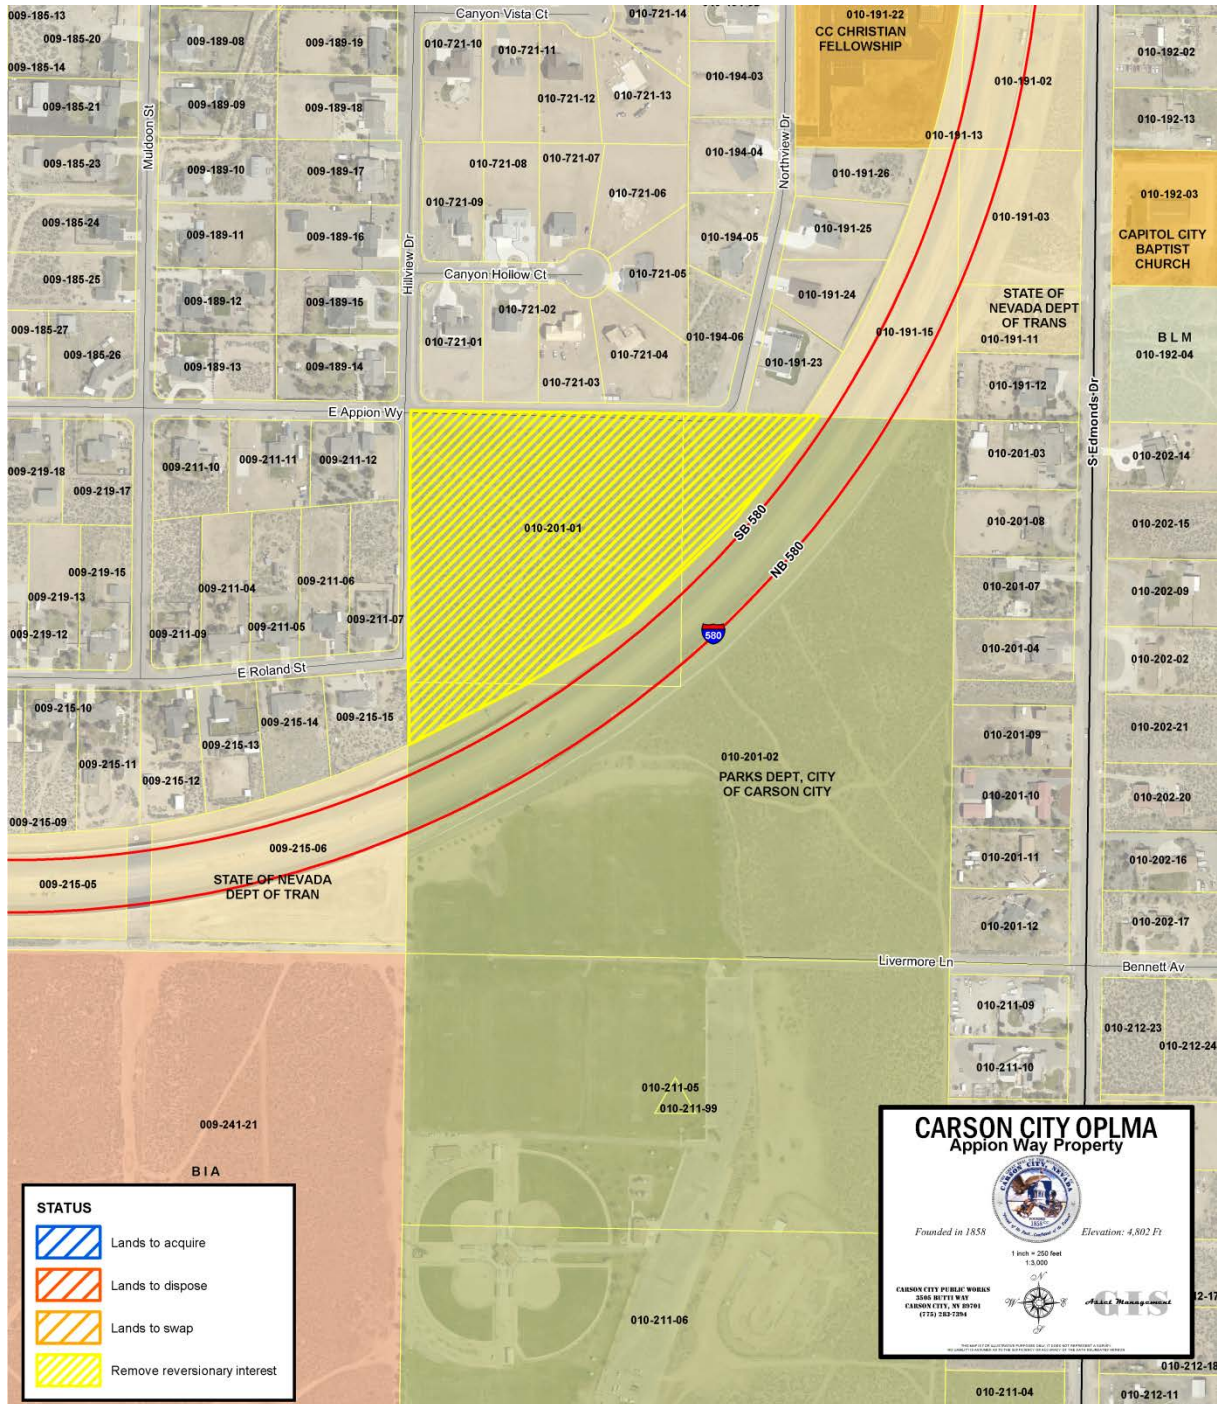 009-185-13
009-185-20
009-185-14
009-185-21
009-185-23
009-185-24
009-185-25
009-185-27
009-185-26
Muldoon St
009-189-08
009-189-19
009-189-09
009-189-18
009-189-10
009-189-17
009-189-11
009-189-16
009-189-12
009-189-15
009-189-13
009-189-14
Hillview Dr
Canyon Vista Ct
010-721-14
010-721-10
010-721-11
010-721-12
010-721-13
010-721-08
010-721-07
010-721-06
010-721-09
Canyon Hollow Ct
010-721-05
010-721-02
010-721-01
010-721-04
010-721-03
010-194-03
010-194-04
010-194-05
010-194-06
Northview Dr
010-191-22
CC CHRISTIAN
FELLOWSHIP
010-191-02
010-191-13
010-191-26
010-191-25
010-191-03
010-191-24
010-191-15
010-191-23
STATE OF
NEVADA DEPT
OF TRANS
010-191-11
010-191-12
010-192-02
010-192-13
010-192-03
CAPITOL CITY
BAPTIST
CHURCH
B L M
010-192-04
S Edmonds Dr
E Appion Wy
009-219-18
009-219-17
009-219-15
009-219-13
009-219-12
009-211-10
009-211-11
009-211-12
009-211-04
009-211-06
009-211-09
009-211-05
009-211-07
E Roland St
010-201-01
SB 580
NB 580
580
010-201-03
010-201-08
010-201-07
010-201-04
010-201-09
010-201-10
010-201-11
010-201-12
010-202-14
010-202-15
010-202-09
010-202-02
010-202-21
010-202-20
010-202-16
010-202-17
009-215-10
009-215-14
009-215-15
009-215-13
009-215-11
009-215-12
009-215-09
009-215-06
009-215-05
STATE OF NEVADA
DEPT OF TRAN
010-201-02
PARKS DEPT, CITY
OF CARSON CITY
Livermore Ln
Bennett Av
010-211-09
010-211-10
010-212-23
010-212-24
010-211-05
010-211-99
009-241-21
B I A
010-211-06
010-212-18
010-211-04
010-212-11
STATUS
Lands to acquire
Lands to dispose
Lands to swap
Remove reversionary interest
CARSON CITY OPLMA
Appion Way Property
Founded in 1858
Elevation: 4,802 Ft
1 inch = 250 feet
1:3,000
CARSON CITY PUBLIC WORKS
3505 BUTTI WAY
CARSON CITY, NV 89701
(775) 283-7394
N
W
E
S
Asset Management
GIS